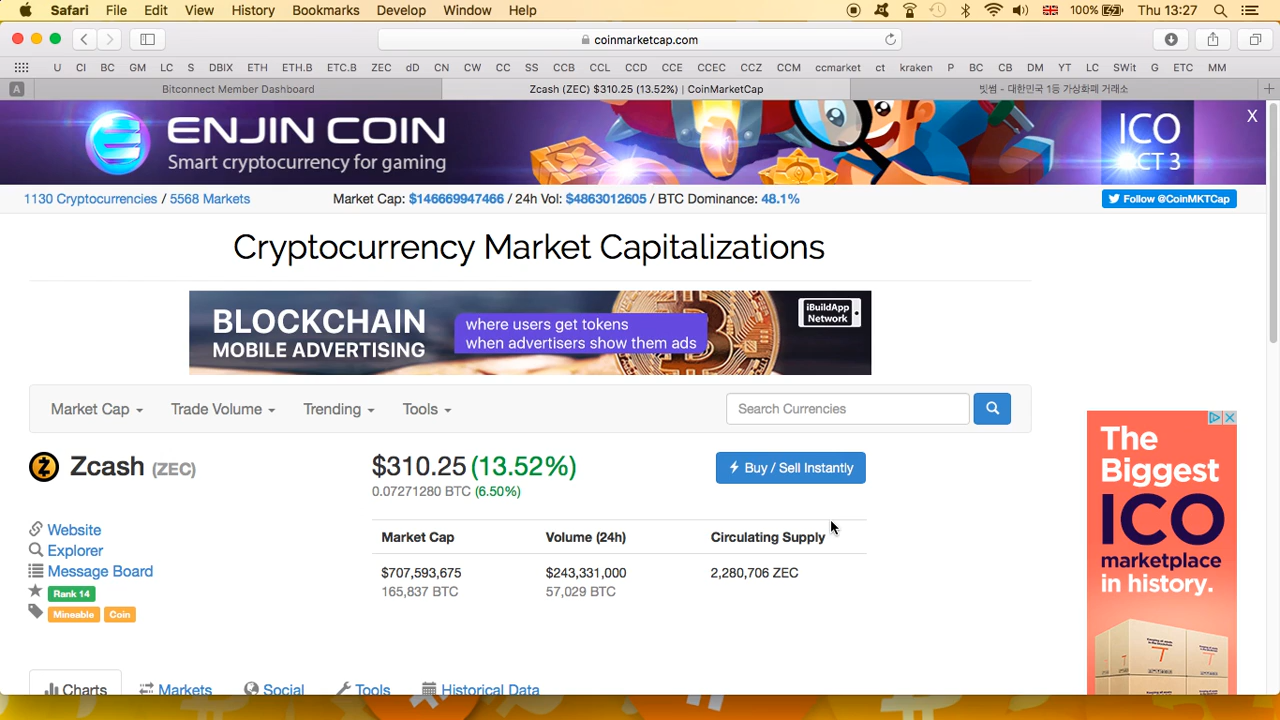 Safari File Edit View History Bookmarks Develop Window Help 100% Thu 13:27
coinmarketcap.com
U CI BC GM LC S DBIX ETH ETH.B ETC.B ZEC dD CN CW CC SS CCB CCL CCD CCE CCEC CCZ CCM ccmarket ct kraken P BC CB DM YT LC SWit G ETC MM
A Bitconnect Member Dashboard Zcash (ZEC) $310.25 (13.52%) | CoinMarketCap 빗썸 - 대한민국 1등 가상화폐 거래소
ENJIN COIN
Smart cryptocurrency for gaming
ICO
CT 3
X
1130 Cryptocurrencies / 5568 Markets Market Cap: $146669947466 / 24h Vol: $4863012605 / BTC Dominance: 48.1% Follow @CoinMKTCap
Cryptocurrency Market Capitalizations
BLOCKCHAIN
MOBILE ADVERTISING
where users get tokens
when advertisers show them ads
iBuildApp
Network
Market Cap Trade Volume Trending Tools Search Currencies
Zcash (ZEC) $310.25 (13.52%) Buy / Sell Instantly
0.07271280 BTC (6.50%)
Website
Explorer
Message Board
Rank 14
Mineable Coin
Market Cap Volume (24h) Circulating Supply
$707,593,675 $243,331,000 2,280,706 ZEC
165,837 BTC 57,029 BTC
Charts Markets Social Tools Historical Data
The
Biggest
ICO
marketplace
in history.